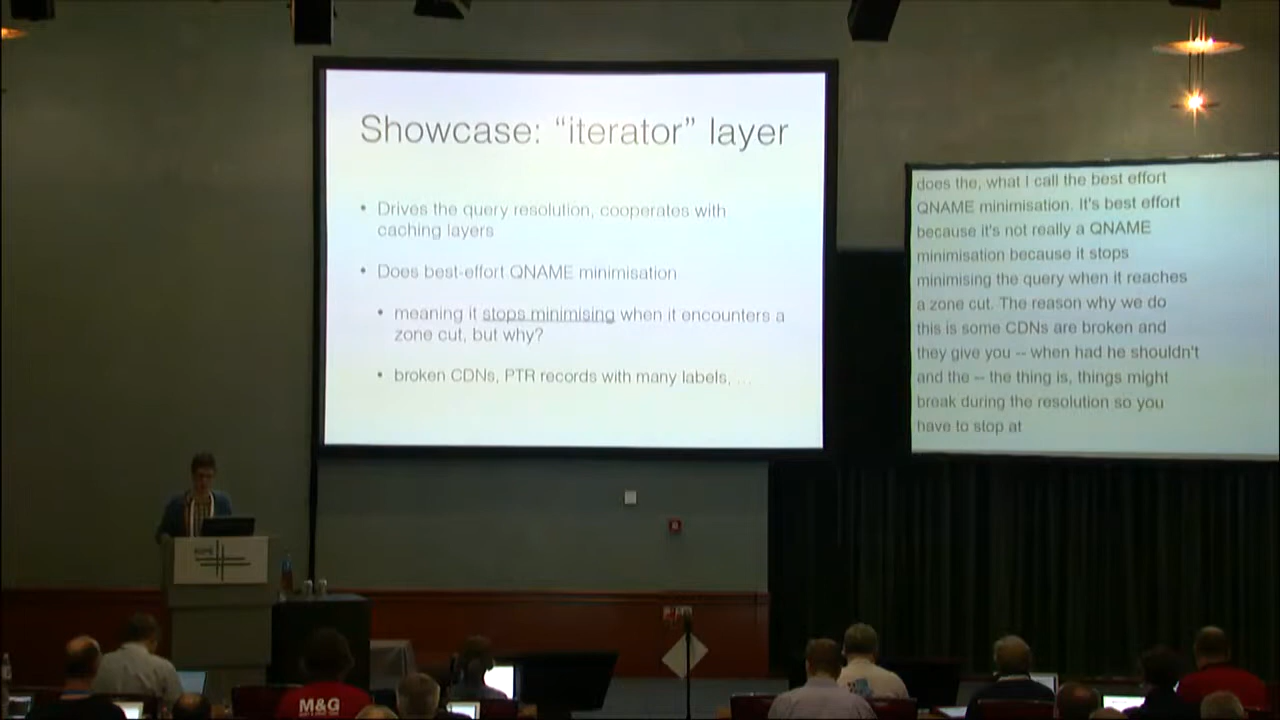 Showcase: “iterator” layer
• Drives the query resolution, cooperates with
caching layers
• Does best-effort QNAME minimisation
• meaning it stops minimising when it encounters a
zone cut, but why?
• broken CDNs, PTR records with many labels, …
does the, what I call the best effort
QNAME minimisation. It's best effort
because it's not really a QNAME
minimisation because it stops
minimising the query when it reaches
a zone cut. The reason why we do
this is some CDNs are broken and
they give you -- when had he shouldn't
and the -- the thing is, things might
break during the resolution so you
have to stop at
RIPE
M&G